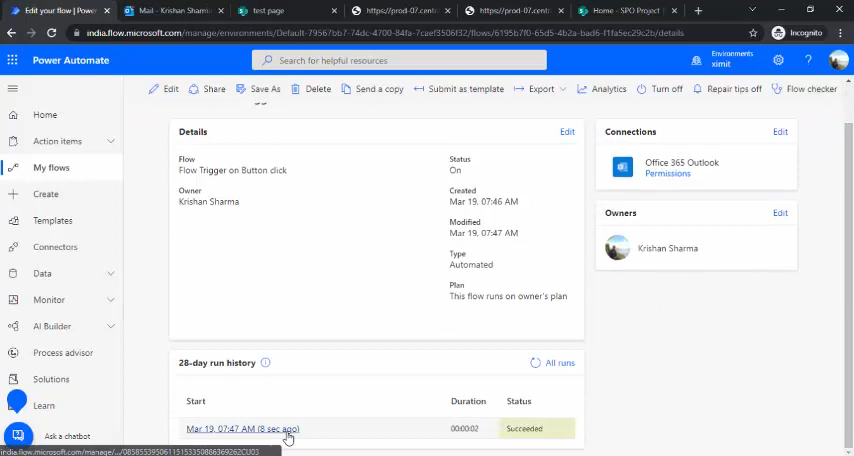 Edit your flow | Power Automate
Mail - Krishan Sharma
test page
https://prod-07.centra
https://prod-07.centra
Home - SPO Project
india.flow.microsoft.com/manage/environments/Default-79567bb7-74dc-4700-84fa-7caef3506f32/flows/6195b7f0-65d5-4b2a-bad6-f1fa5ec29c2b/details
Incognito
Power Automate
Search for helpful resources
Environments
ximit
Edit
Share
Save As
Delete
Send a copy
Submit as template
Export
Analytics
Turn off
Repair tips off
Flow checker
Home
Action items
My flows
Create
Templates
Connectors
Data
Monitor
AI Builder
Process advisor
Solutions
Learn
Ask a chatbot
Details
Edit
Flow
Flow Trigger on Button click
Owner
Krishan Sharma
Status
On
Created
Mar 19, 07:46 AM
Modified
Mar 19, 07:47 AM
Type
Automated
Plan
This flow runs on owner's plan
Connections
Edit
Office 365 Outlook
Permissions
Owners
Edit
Krishan Sharma
28-day run history
All runs
Start
Duration
Status
Mar 19, 07:47 AM (8 sec ago)
00:00:02
Succeeded